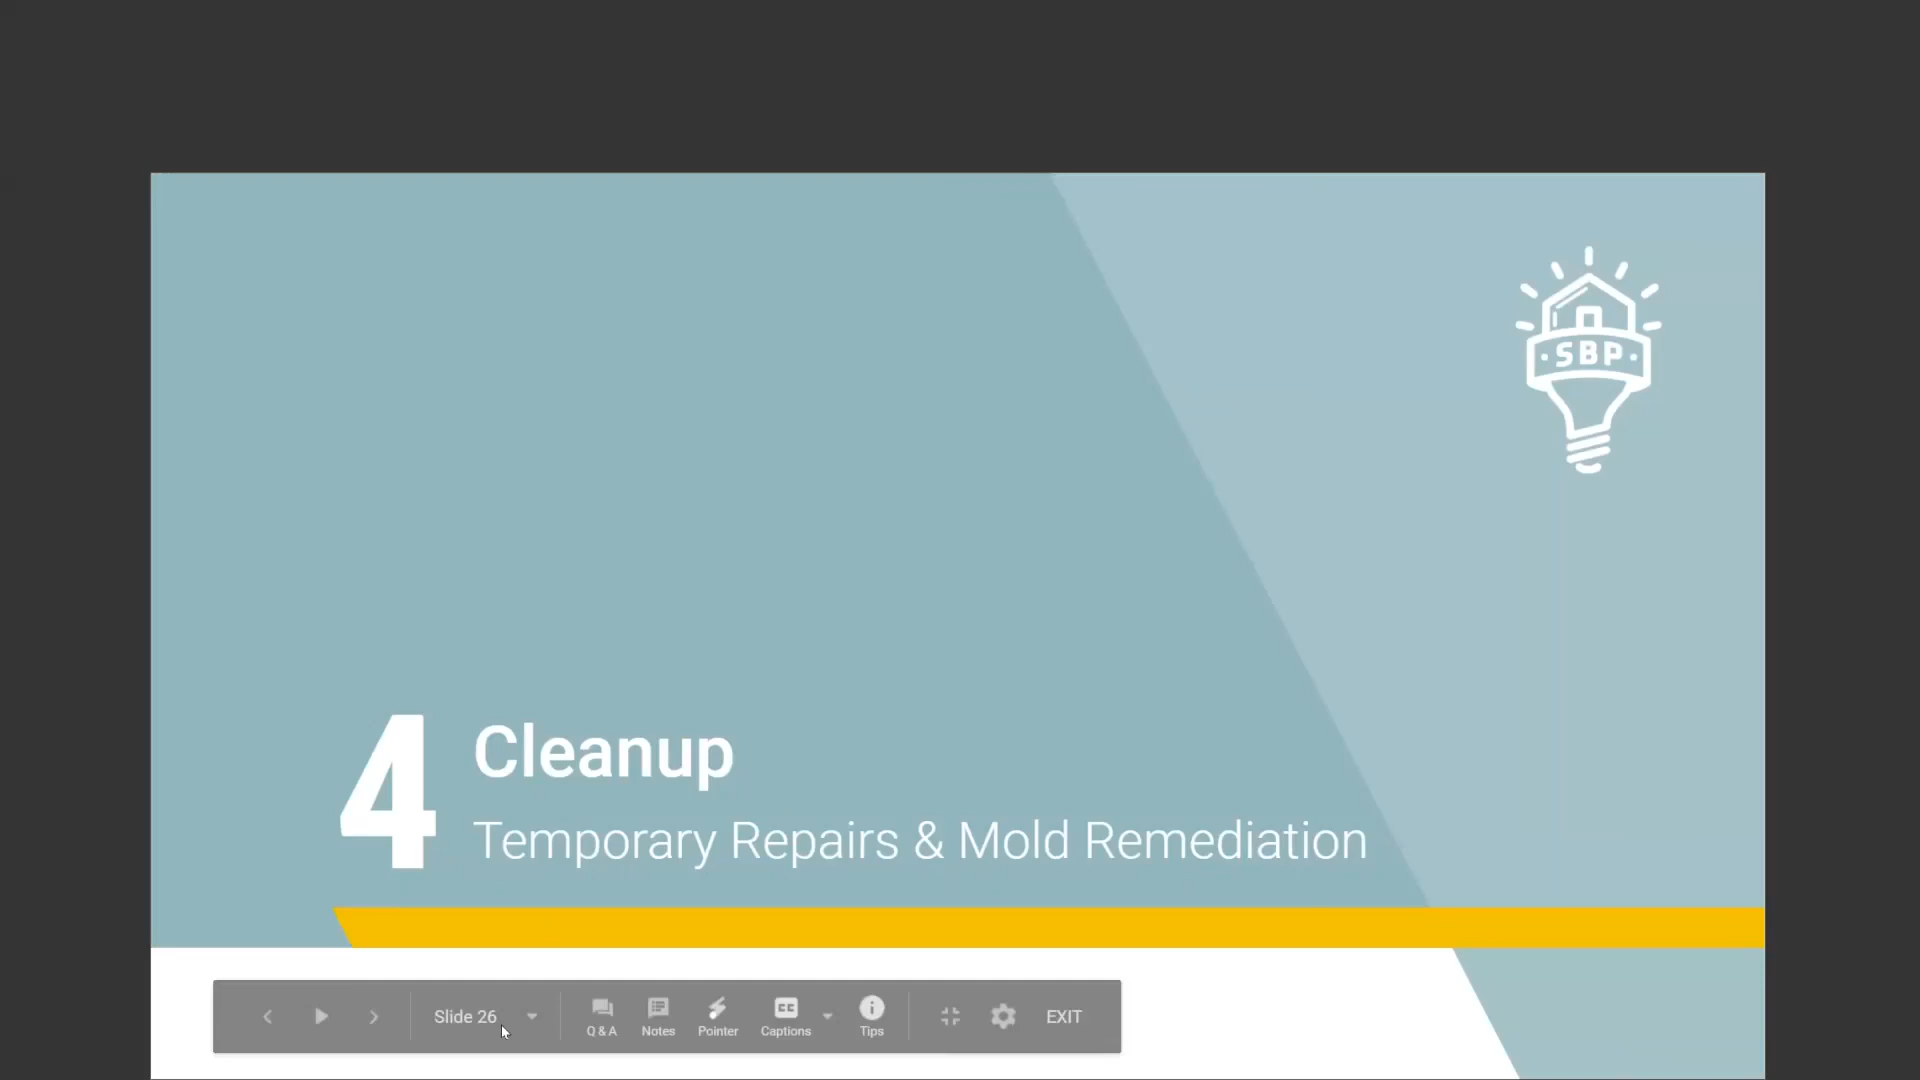 ·SBP·
4
Cleanup
Temporary Repairs & Mold Remediation
Slide 26
Q & A
Notes
Pointer
CC
Captions
Tips
EXIT